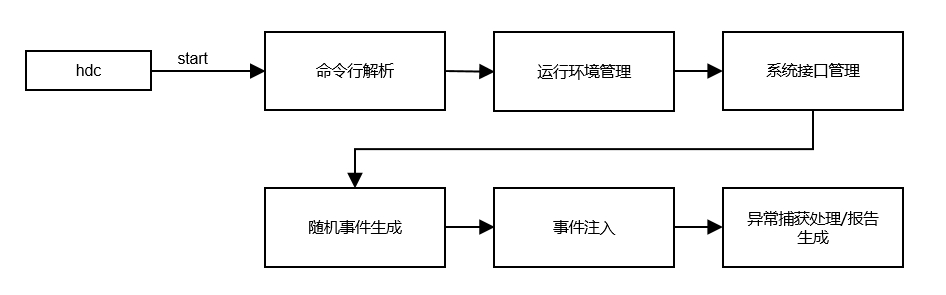 hdc
start
命令行解析
运行环境管理
系统接口管理
随机事件生成
事件注入
异常捕获处理/报告
生成